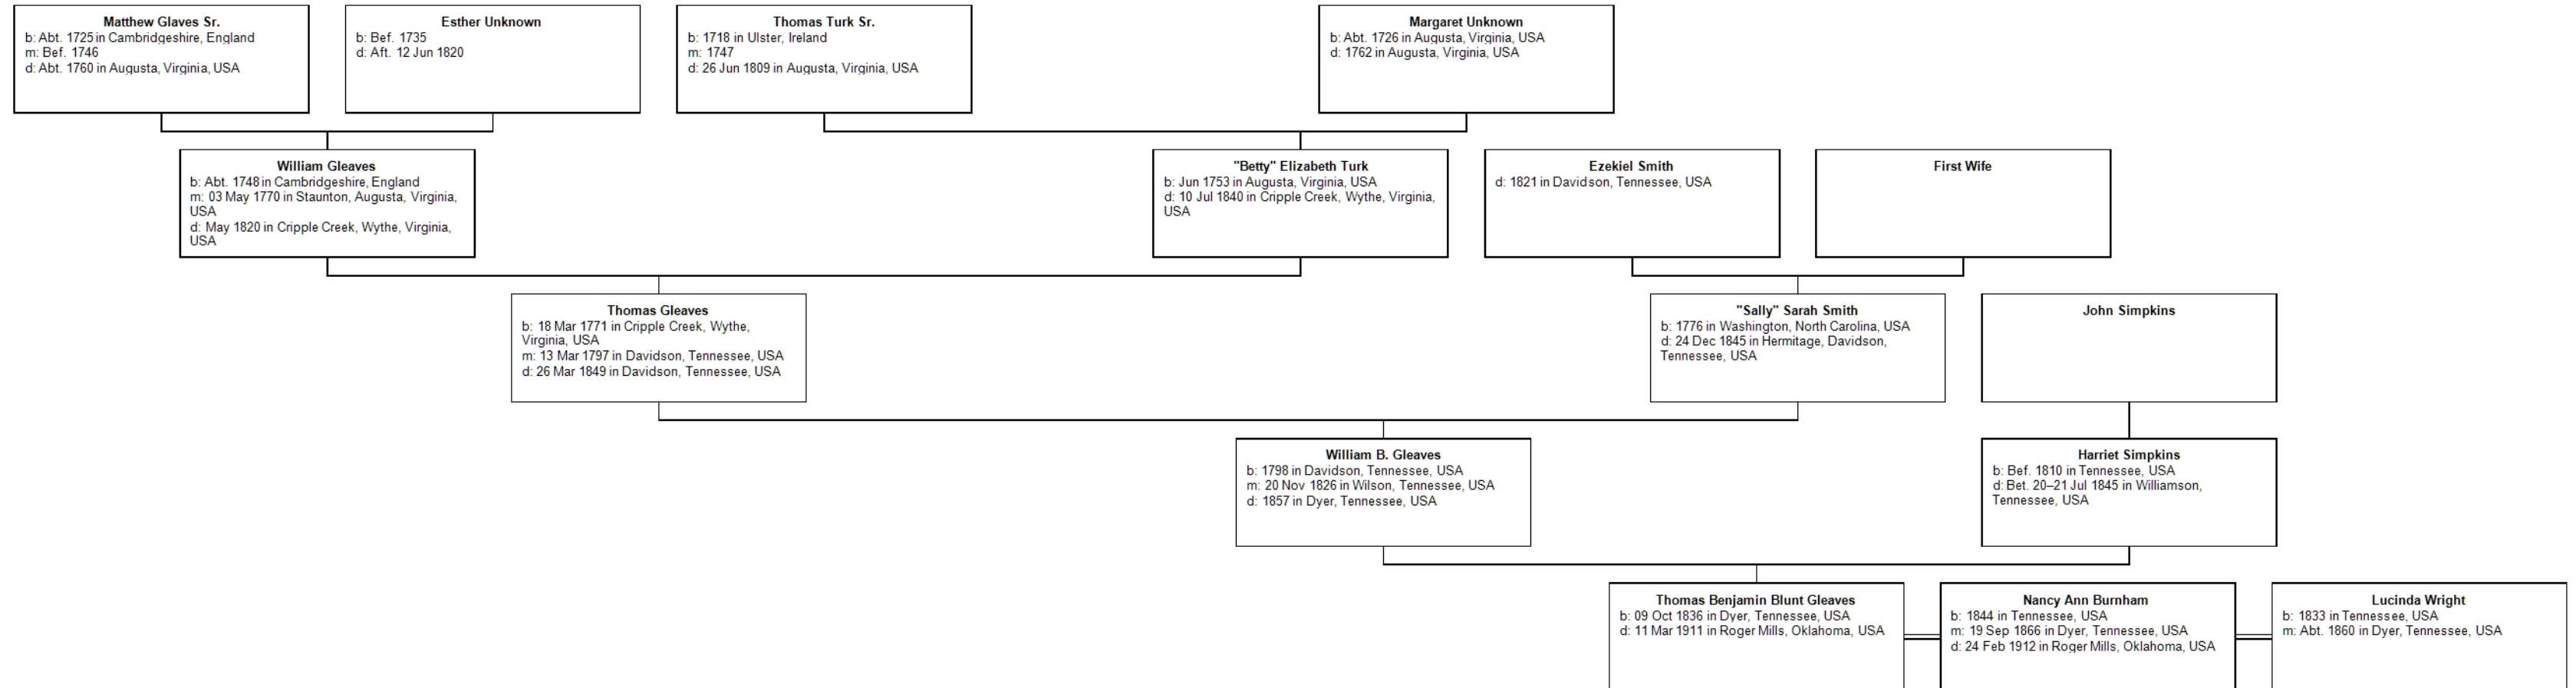 Matthew Glaves Sr.
b: Abt. 1725 in Cambridgeshire, England
m: Bef. 1746
d: Abt. 1760 in Augusta, Virginia, USA
Esther Unknown
b: Bef. 1735
d: Aft. 12 Jun 1820
Thomas Turk Sr.
b: 1718 in Ulster, Ireland
m: 1747
d: 26 Jun 1809 in Augusta, Virginia, USA
Margaret Unknown
b: Abt. 1726 in Augusta, Virginia, USA
d: 1762 in Augusta, Virginia, USA
William Gleaves
b: Abt. 1748 in Cambridgeshire, England
m: 03 May 1770 in Staunton, Augusta, Virginia,
USA
d: May 1820 in Cripple Creek, Wythe, Virginia,
USA
"Betty" Elizabeth Turk
b: Jun 1753 in Augusta, Virginia, USA
d: 10 Jul 1840 in Cripple Creek, Wythe, Virginia,
USA
Ezekiel Smith
d: 1821 in Davidson, Tennessee, USA
First Wife
Thomas Gleaves
b: 18 Mar 1771 in Cripple Creek, Wythe,
Virginia, USA
m: 13 Mar 1797 in Davidson, Tennessee, USA
d: 26 Mar 1849 in Davidson, Tennessee, USA
"Sally" Sarah Smith
b: 1776 in Washington, North Carolina, USA
d: 24 Dec 1845 in Hermitage, Davidson,
Tennessee, USA
John Simpkins
William B. Gleaves
b: 1798 in Davidson, Tennessee, USA
m: 20 Nov 1826 in Wilson, Tennessee, USA
d: 1857 in Dyer, Tennessee, USA
Harriet Simpkins
b: Bef. 1810 in Tennessee, USA
d: Bet. 20–21 Jul 1845 in Williamson,
Tennessee, USA
Thomas Benjamin Blunt Gleaves
b: 09 Oct 1836 in Dyer, Tennessee, USA
d: 11 Mar 1911 in Roger Mills, Oklahoma, USA
Nancy Ann Burnham
b: 1844 in Tennessee, USA
m: 19 Sep 1866 in Dyer, Tennessee, USA
d: 24 Feb 1912 in Roger Mills, Oklahoma, USA
Lucinda Wright
b: 1833 in Tennessee, USA
m: Abt. 1860 in Dyer, Tennessee, USA